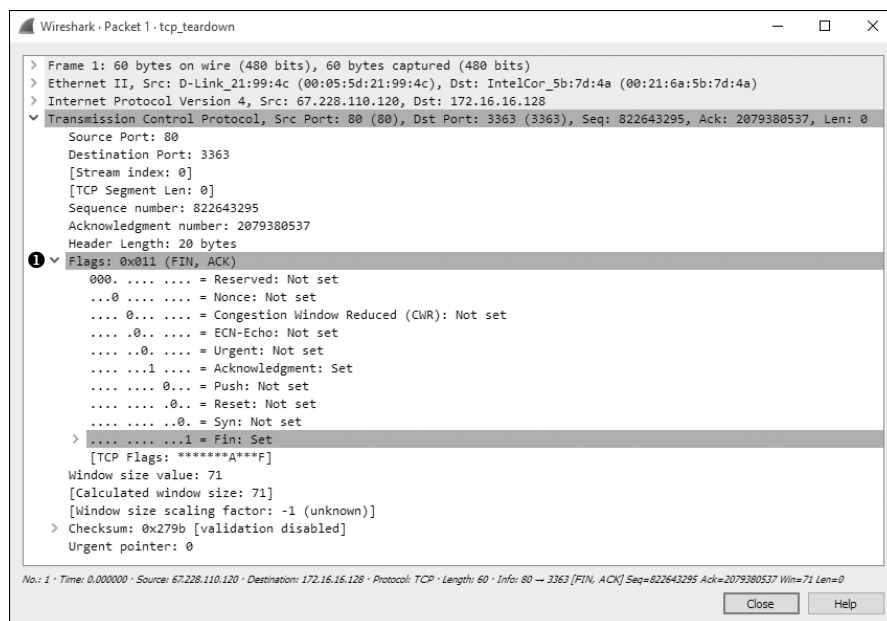 Wireshark · Packet 1 · tcp_teardown
> Frame 1: 60 bytes on wire (480 bits), 60 bytes captured (480 bits)
> Ethernet II, Src: D-Link_21:99:4c (00:05:5d:21:99:4c), Dst: IntelCor_5b:7d:4a (00:21:6a:5b:7d:4a)
> Internet Protocol Version 4, Src: 67.228.110.120, Dst: 172.16.16.128
Transmission Control Protocol, Src Port: 80 (80), Dst Port: 3363 (3363), Seq: 822643295, Ack: 2079380537, Len: 0
Source Port: 80
Destination Port: 3363
[Stream index: 0]
[TCP Segment Len: 0]
Sequence number: 822643295
Acknowledgment number: 2079380537
Header Length: 20 bytes
❶ Flags: 0x011 (FIN, ACK)
000. .... .... = Reserved: Not set
...0 .... .... = Nonce: Not set
.... 0... .... = Congestion Window Reduced (CWR): Not set
.... .0.. .... = ECN-Echo: Not set
.... ..0. .... = Urgent: Not set
.... ...1 .... = Acknowledgment: Set
.... .... 0... = Push: Not set
.... .... .0.. = Reset: Not set
.... .... ..0. = Syn: Not set
> .... .... ...1 = Fin: Set
[TCP Flags: *******A***F]
Window size value: 71
[Calculated window size: 71]
[Window size scaling factor: -1 (unknown)]
> Checksum: 0x279b [validation disabled]
Urgent pointer: 0
No.: 1 · Time: 0.000000 · Source: 67.228.110.120 · Destination: 172.16.16.128 · Protocol: TCP · Length: 60 · Info: 80 → 3363 [FIN, ACK] Seq=822643295 Ack=2079380537 Win=71 Len=0
Close Help